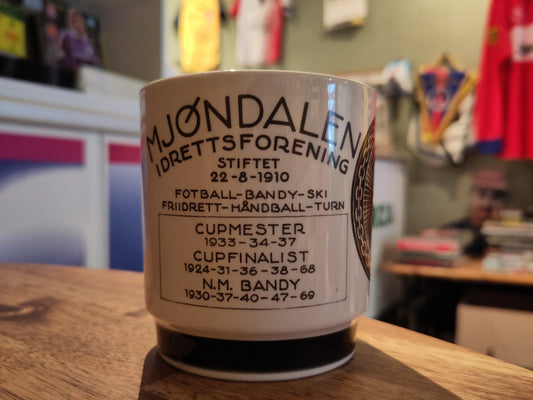 MJØNDALEN
IDRETTSFORENING
STIFTET
22-8-1910
FOTBALL-BANDY-SKI
FRIIDRETT-HÅNDBALL-TURN
CUPMESTER
1933-34-37
CUPFINALIST
1924-31-36-38-68
N.M. BANDY
1930-37-40-47-69